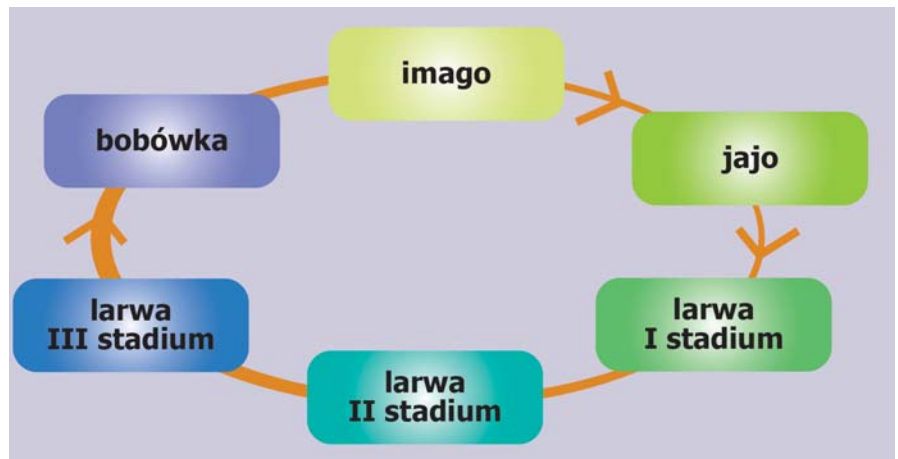 imago
bobówka
jajo
larwa
III stadium
larwa
I stadium
larwa
II stadium